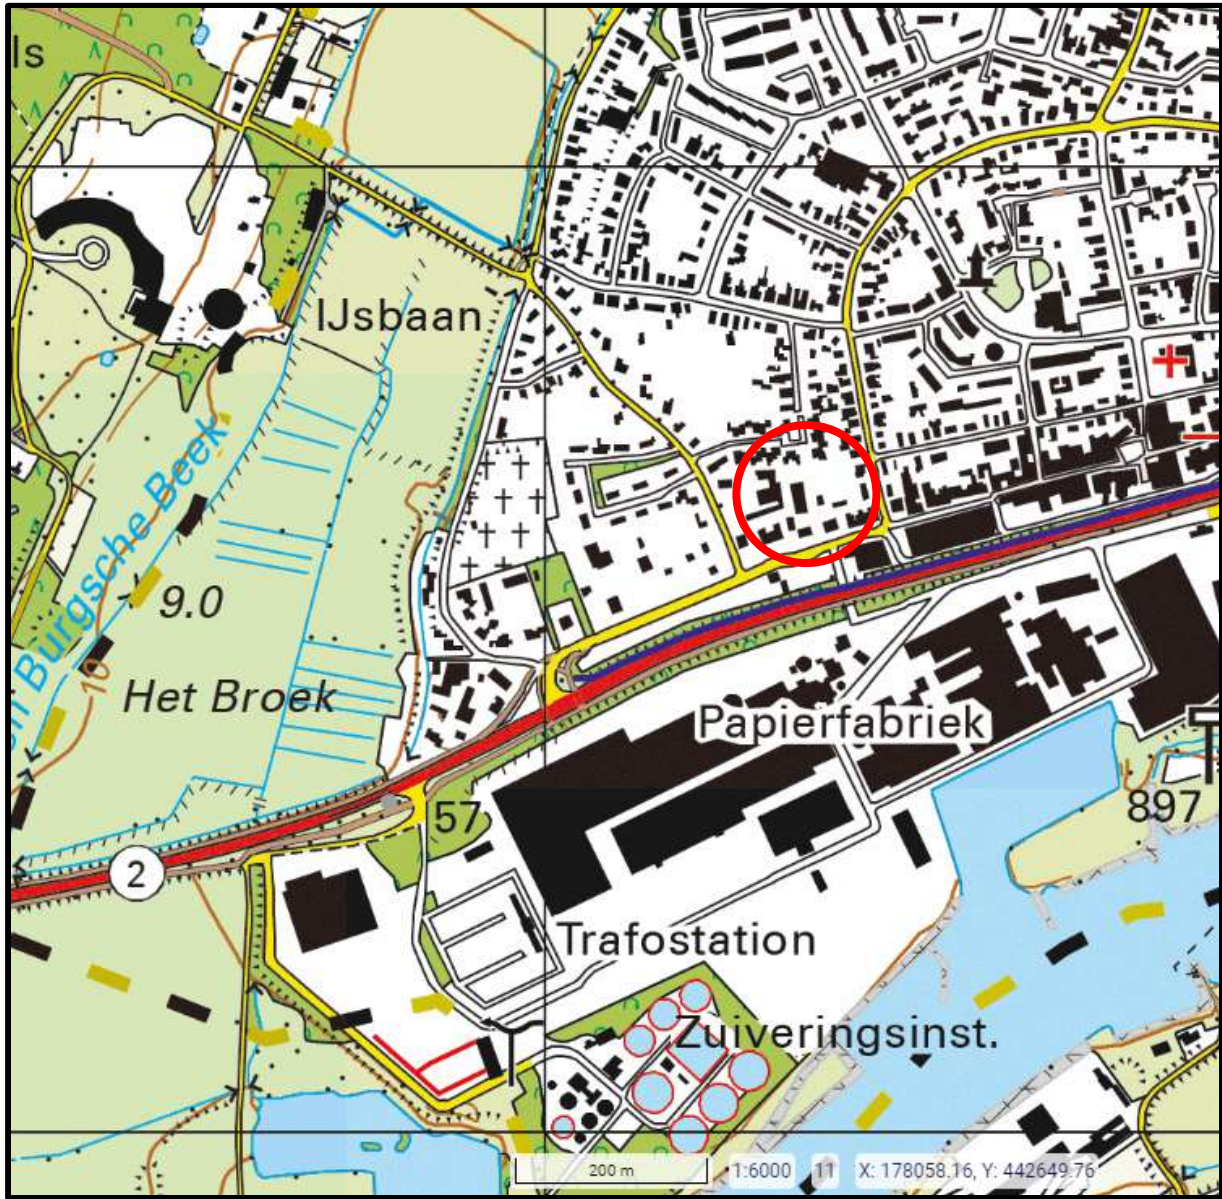 ls
IJsbaan
en Burgsche Beek
9.0
10
Het Broek
Papierfabriek
57
897
2
Trafostation
Zuiveringsinst.
200 m
1:6000
11
X: 178058.16, Y: 442649.76